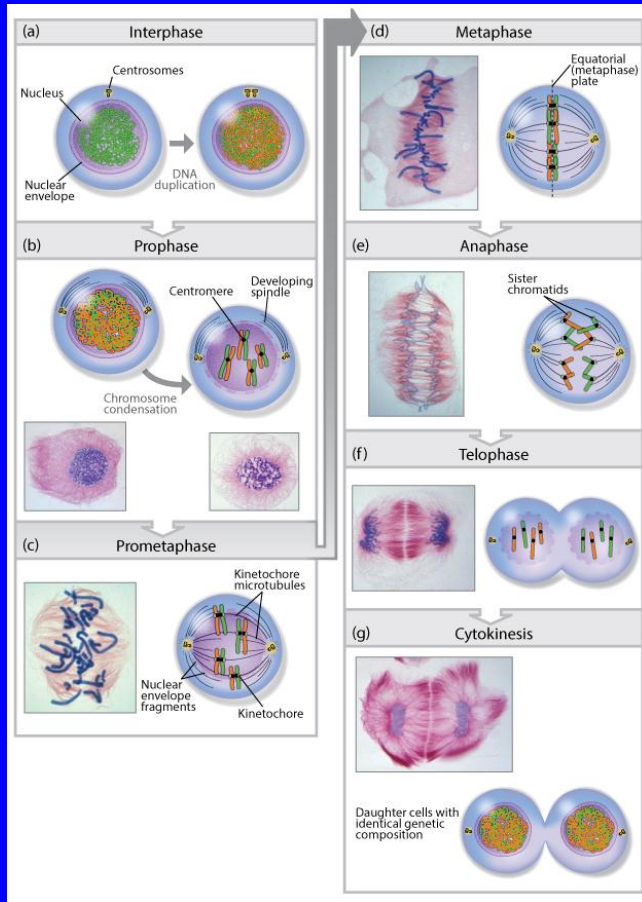 (a) Interphase
Centrosomes
Nucleus
Nuclear
envelope
DNA
duplication
(b) Prophase
Centromere
Developing
spindle
Chromosome
condensation
(c) Prometaphase
Kinetochore
microtubules
Nuclear
envelope
fragments
Kinetochore
(d) Metaphase
Equatorial
(metaphase)
plate
(e) Anaphase
Sister
chromatids
(f) Telophase
(g) Cytokinesis
Daughter cells with
identical genetic
composition